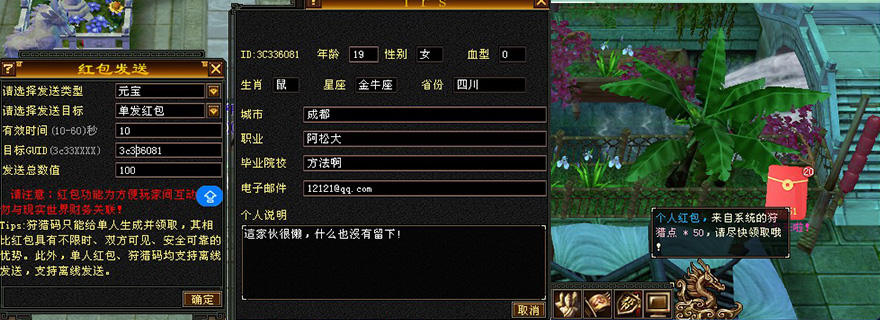 红包发送
请选择发送类型 元宝
请选择发送目标 单发红包
有效时间(10-60)秒 10
目标GUID(3c33XXXX) 3c336081
发送总数值 100
请注意：红包功能为方便玩家间互动
勿与现实世界财务关联！
Tips:狩猎码只能给单人生成并领取，其相
比红包具有不限时、双方可见、安全可靠的
优势。此外，单人红包、狩猎码均支持离线
发送，支持离线发送。
确定
ID:3C336081 年龄 19 性别 女 血型 0
生肖 鼠 星座 金牛座 省份 四川
城市 成都
职业 阿松大
毕业院校 方法啊
电子邮件 12121@qq.com
个人说明
這家伙很懒，什么也没有留下！
取消
20
个人红包，来自系统的狩
猎点 * 50，请尽快领取哦
！